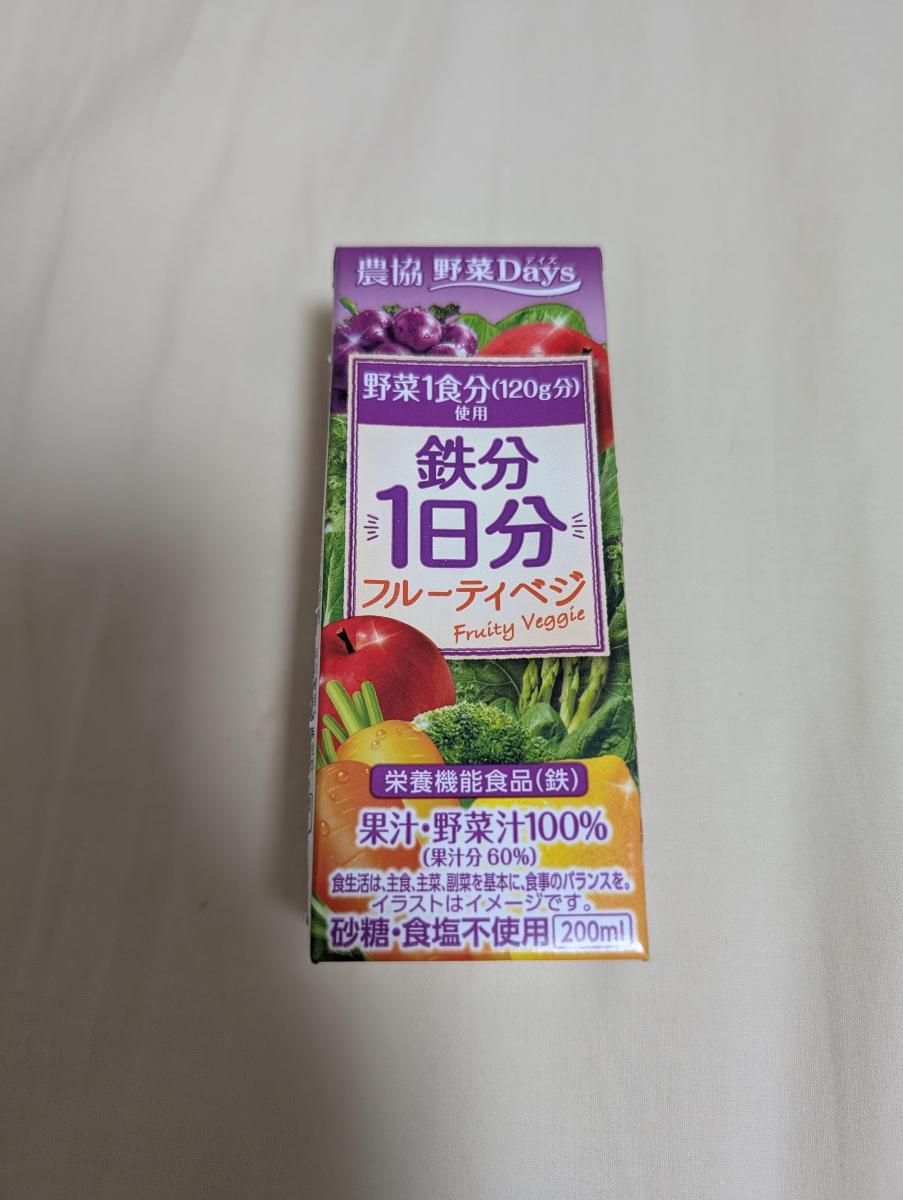 農協 野菜Days
デイズ
野菜1食分(120g分)
使用
鉄分
1日分
フルーティベジ
Fruity Veggie
栄養機能食品(鉄)
果汁・野菜汁100%
(果汁分 60%)
食生活は、主食、主菜、副菜を基本に、食事のバランスを。
イラストはイメージです。
砂糖・食塩不使用 200ml